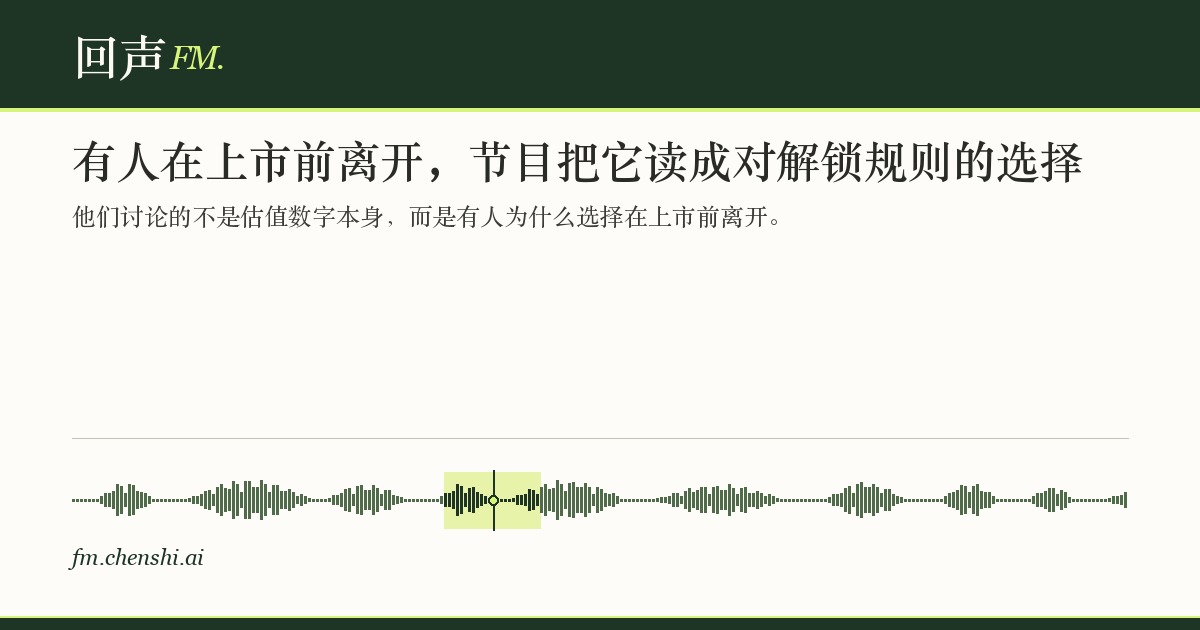 回声 FM.
有人在上市前离开，节目把它读成对解锁规则的选择
他们讨论的不是估值数字本身，而是有人为什么选择在上市前离开。
fm.chenshi.ai